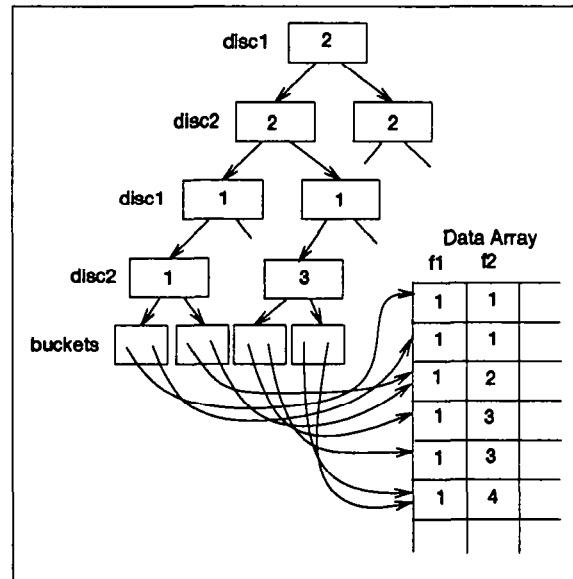 disc1 2
disc2 2 2
disc1 1 1
Data Array
f1 f2
disc2 1 3
1 1
buckets
1 1
1 2
1 3
1 3
1 4